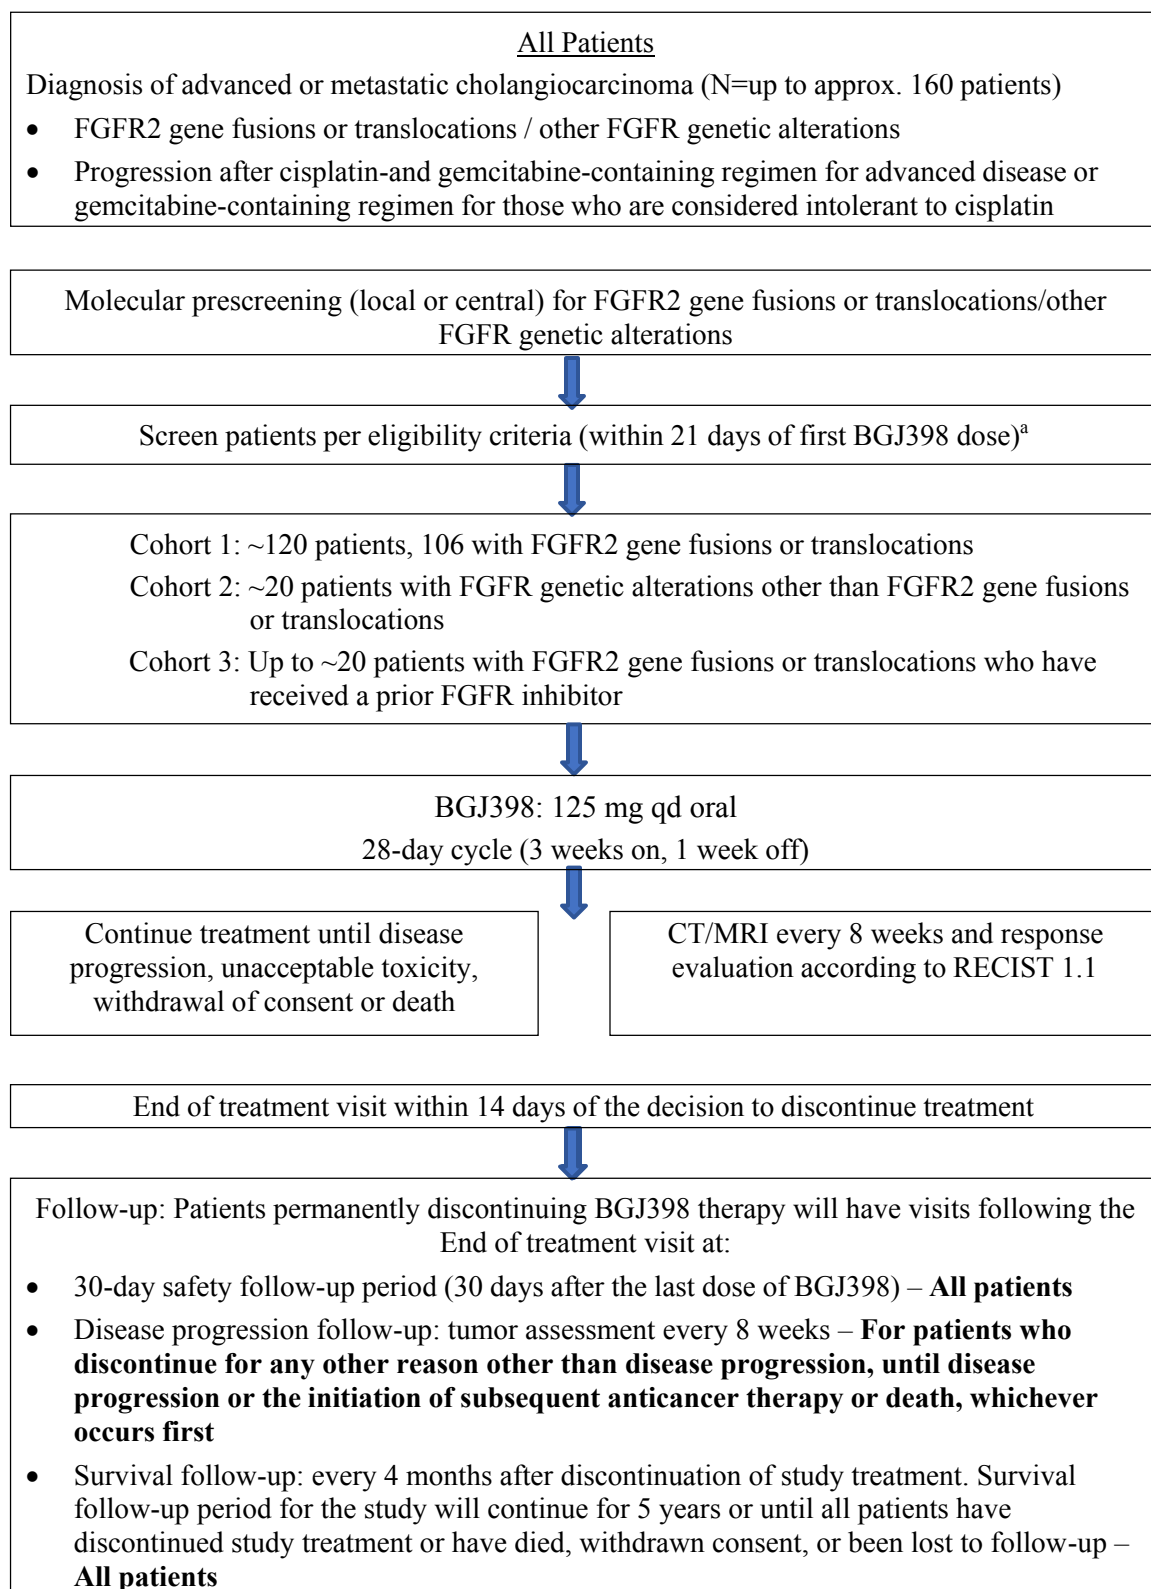 All Patients
Diagnosis of advanced or metastatic cholangiocarcinoma (N=up to approx. 160 patients)
• FGFR2 gene fusions or translocations / other FGFR genetic alterations
• Progression after cisplatin-and gemcitabine-containing regimen for advanced disease or
gemcitabine-containing regimen for those who are considered intolerant to cisplatin
Molecular prescreening (local or central) for FGFR2 gene fusions or translocations/other
FGFR genetic alterations
Screen patients per eligibility criteria (within 21 days of first BGJ398 dose)ᵃ
Cohort 1: ~120 patients, 106 with FGFR2 gene fusions or translocations
Cohort 2: ~20 patients with FGFR genetic alterations other than FGFR2 gene fusions
or translocations
Cohort 3: Up to ~20 patients with FGFR2 gene fusions or translocations who have
received a prior FGFR inhibitor
BGJ398: 125 mg qd oral
28-day cycle (3 weeks on, 1 week off)
Continue treatment until disease
progression, unacceptable toxicity,
withdrawal of consent or death
CT/MRI every 8 weeks and response
evaluation according to RECIST 1.1
End of treatment visit within 14 days of the decision to discontinue treatment
Follow-up: Patients permanently discontinuing BGJ398 therapy will have visits following the
End of treatment visit at:
• 30-day safety follow-up period (30 days after the last dose of BGJ398) – All patients
• Disease progression follow-up: tumor assessment every 8 weeks – For patients who
discontinue for any other reason other than disease progression, until disease
progression or the initiation of subsequent anticancer therapy or death, whichever
occurs first
• Survival follow-up: every 4 months after discontinuation of study treatment. Survival
follow-up period for the study will continue for 5 years or until all patients have
discontinued study treatment or have died, withdrawn consent, or been lost to follow-up –
All patients